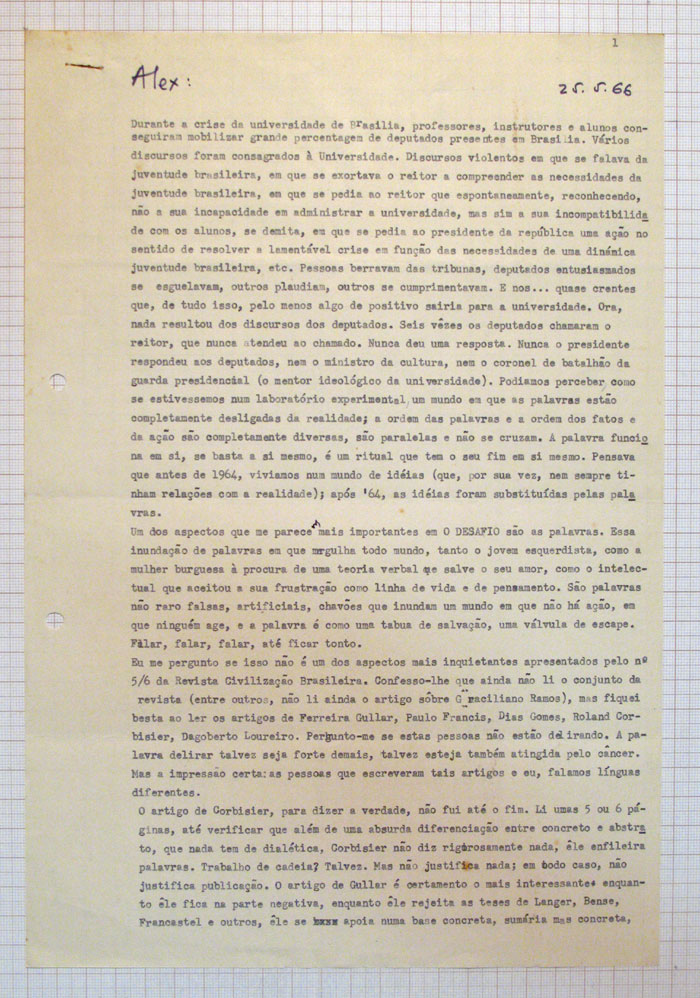 1
Alex:
25.5.66
Durante a crise da universidade de Brasilia, professores, instrutores e alunos con-
seguiram mobilizar grande percentagem de deputados presentes em Brasilia. Vários
discursos foram consagrados à Universidade. Discursos violentos em que se falava da
juventude brasileira, em que se exortava o reitor a compreender as necessidades da
juventude brasileira, em que se pedia ao reitor que espontaneamente, reconhecendo,
não a sua incapacidade em administrar a universidade, mas sim a sua incompatibilida
de com os alunos, se demita, em que se pedia ao presidente da república uma ação no
sentido de resolver a lamentável crise em função das necessidades de uma dinámica
juventude brasileira, etc. Pessoas berravam das tribunas, deputados entusiasmados
se esguelavam, outros plaudiam, outros se cumprimentavam. E nos... quase crentes
que, de tudo isso, pelo menos algo de positivo sairia para a universidade. Ora,
nada resultou dos discursos dos deputados. Seis vêzes os deputados chamaram o
reitor, que nunca atendeu ao chamado. Nunca deu uma resposta. Nunca o presidente
respondeu aos deputados, nem o ministro da cultura, nem o coronel de batalhão da
guarda presidencial (o mentor ideológico da universidade). Podiamos perceber, como
se estivessemos num laboratório experimental, um mundo em que as palavras estão
completamente desligadas da realidade; a ordem das palavras e a ordem dos fatos e
da ação são completamente diversas, são paralelas e não se cruzam. A palavra funcio
na em si, se basta a si mesmo, é um ritual que tem o seu fim em si mesmo. Pensava
que antes de 1964, viviamos num mundo de idéias (que, por sua vez, nem sempre ti-
nham relações com a realidade); após '64, as idéias foram substituídas pelas pala
vras.
Um dos aspectos que me parece mais importantes em O DESAFIO são as palavras. Essa
inundação de palavras em que mrgulha todo mundo, tanto o jovem esquerdista, como a
mulher burguesa à procura de uma teoria verbal que salve o seu amor, como o intelec-
tual que aceitou a sua frustração como linha de vida e de pensamento. São palavras
não raro falsas, artificiais, chavões que inundam um mundo em que não há ação, em
que ninguém age, e a palavra é como uma tabua de salvação, uma válvula de escape.
Falar, falar, falar, até ficar tonto.
Eu me pergunto se isso não é um dos aspectos mais inquietantes apresentados pelo nº
5/6 da Revista Civilização Brasileira. Confesso-lhe que ainda não li o conjunto da
revista (entre outros, não li ainda o artigo sôbre Graciliano Ramos), mas fiquei
besta ao ler os artigos de Ferreira Gullar, Paulo Francis, Dias Gomes, Roland Cor-
bisier, Dagoberto Loureiro. Pergunto-me se estas pessoas não estão delirando. A pa-
lavra delirar talvez seja forte demais, talvez esteja também atingida pelo câncer.
Mas a impressão certa: as pessoas que escreveram tais artigos e eu, falamos línguas
diferentes.
O artigo de Corbisier, para dizer a verdade, não fui até o fim. Li umas 5 ou 6 pá-
ginas, até verificar que além de uma absurda diferenciação entre concreto e abstra
to, que nada tem de dialética, Corbisier não diz rigorosamente nada, êle enfileira
palavras. Trabalho de cadeia? Talvez. Mas não justifica nada; em todo caso, não
justifica publicação. O artigo de Gullar é certamento o mais interessante. enquan-
to êle fica na parte negativa, enquanto êle rejeita as teses de Langer, Bense,
Francastel e outros, êle se apoia numa base concreta, sumária mas concreta,